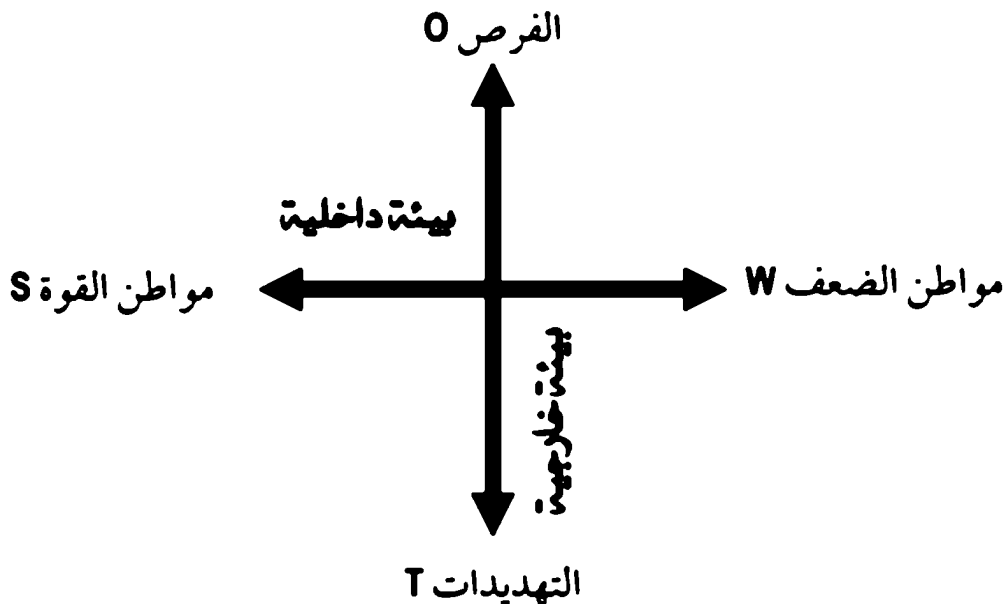 الفرص O
بيئة داخلية
مواطن الضعف W
مواطن القوة S
بيئة خارجية
التهديدات T